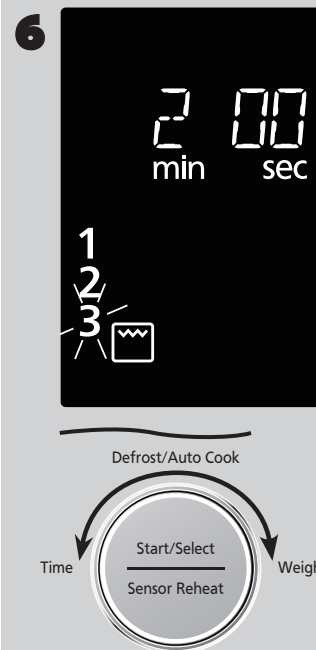 6
2 00
min sec
1
2
3
Defrost/Auto Cook
Time
Start/Select
Weigh
Sensor Reheat